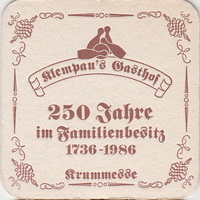 Klempau's Gasthof
250 Jahre
im Familienbesitz
1736-1986
Krummesse